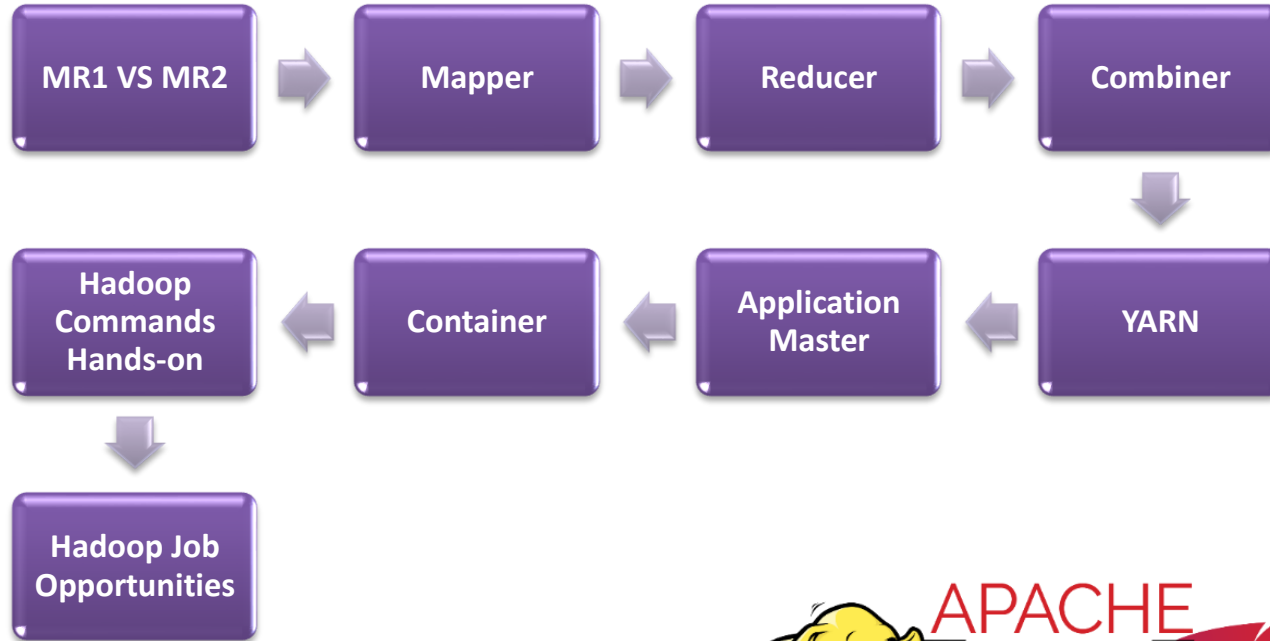 MR1 VS MR2
Mapper
Reducer
Combiner
YARN
Application
Master
Container
Hadoop
Commands
Hands-on
Hadoop Job
Opportunities
APACHE